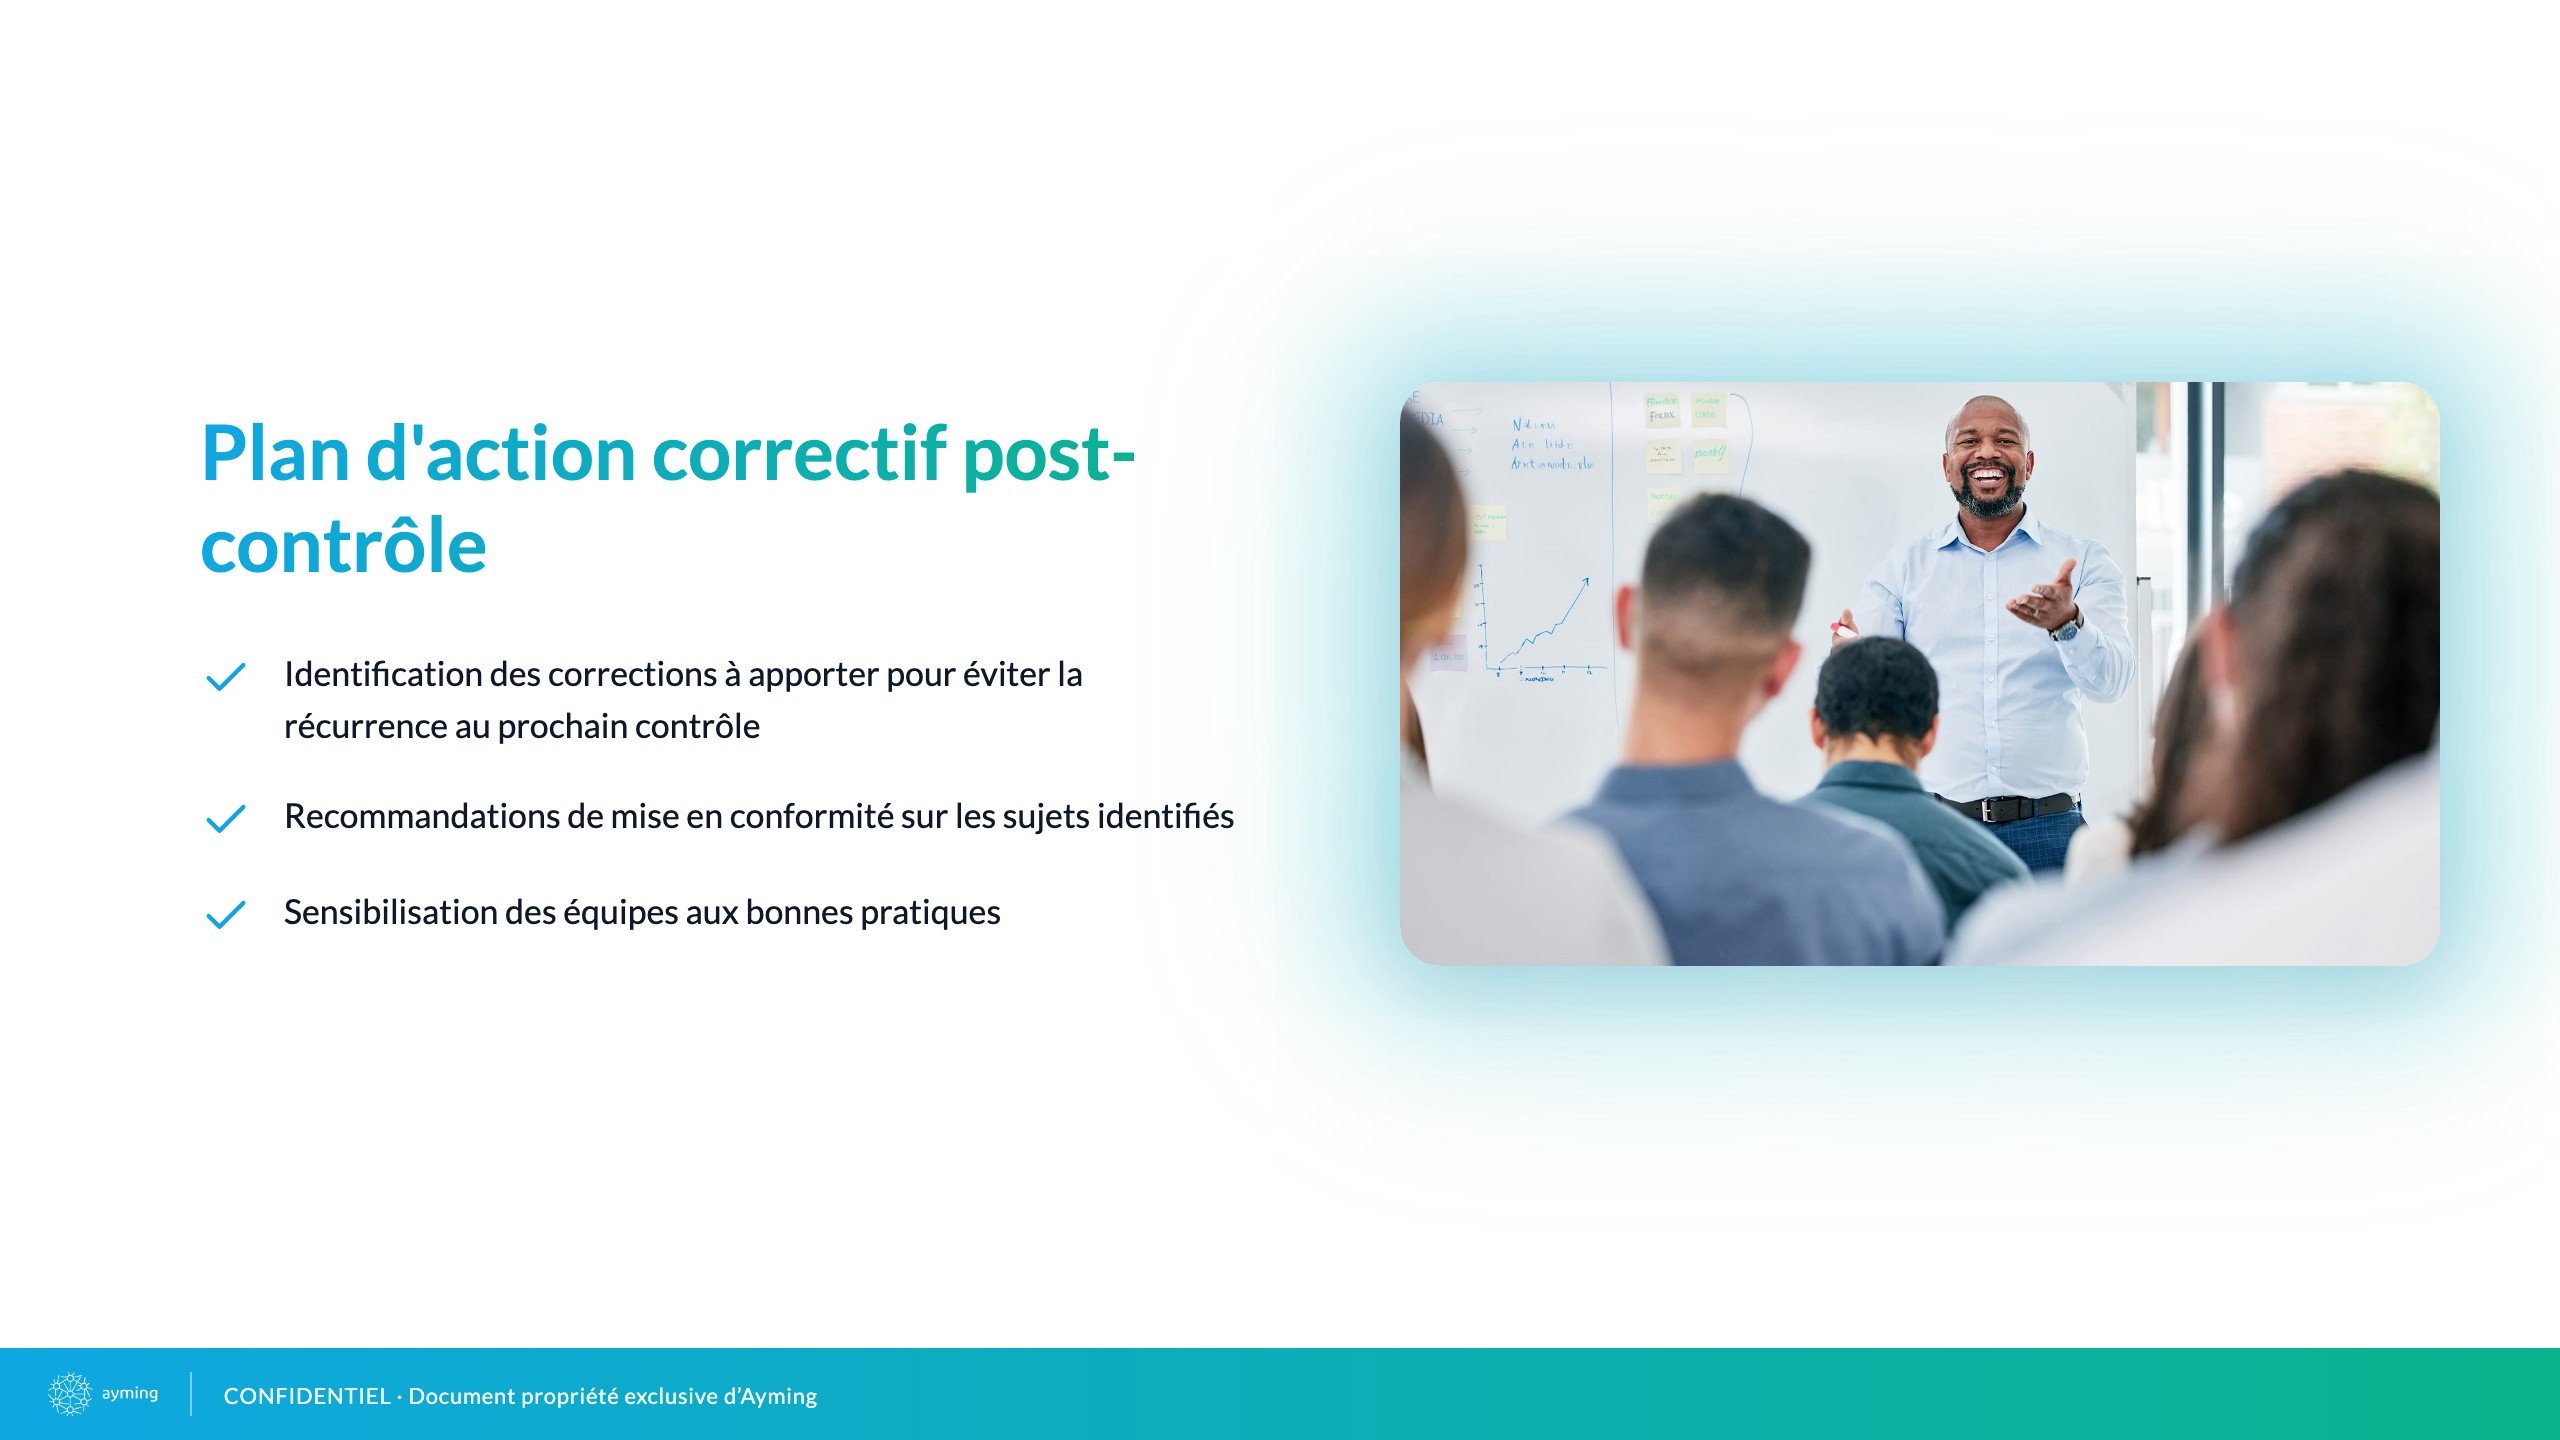 Plan d'action correctif post-
contrôle
Identification des corrections à apporter pour éviter la
récurrence au prochain contrôle
Recommandations de mise en conformité sur les sujets identifiés
Sensibilisation des équipes aux bonnes pratiques
ayming
CONFIDENTIEL · Document propriété exclusive d’Ayming